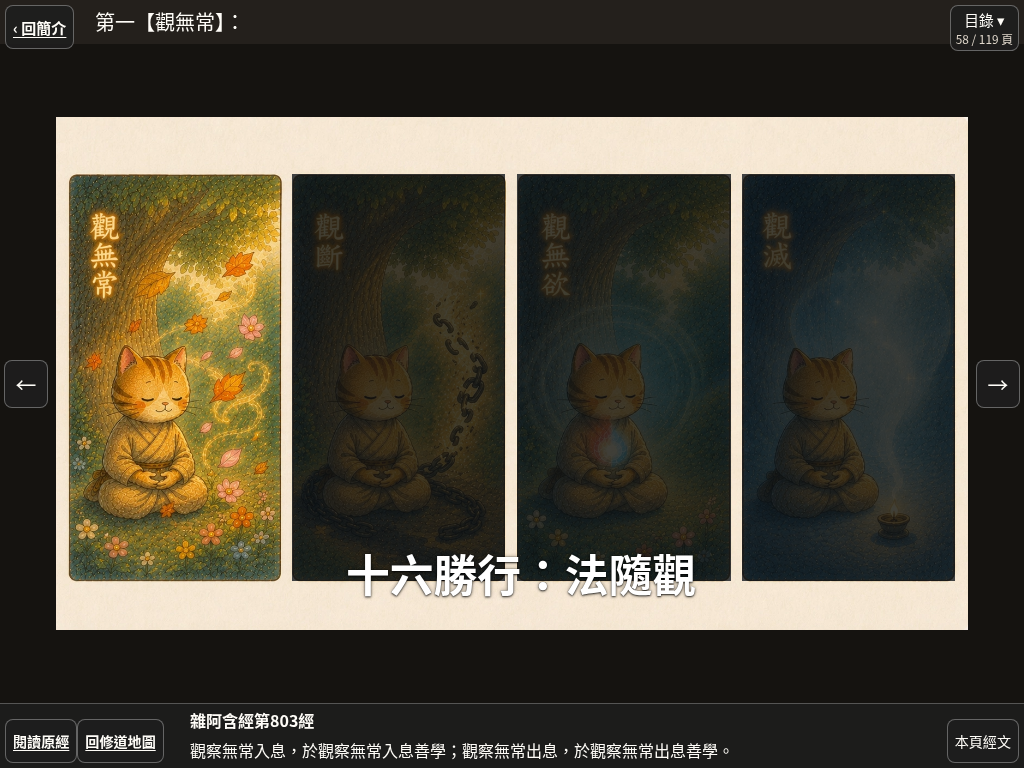 ‹ 回簡介
第一【觀無常】：
目錄 ▾
58 / 119 頁
觀無常
觀斷
觀無欲
觀滅
←
→
十六勝行：法隨觀
閱讀原經
回修道地圖
雜阿含經第803經
觀察無常入息，於觀察無常入息善學；觀察無常出息，於觀察無常出息善學。
本頁經文